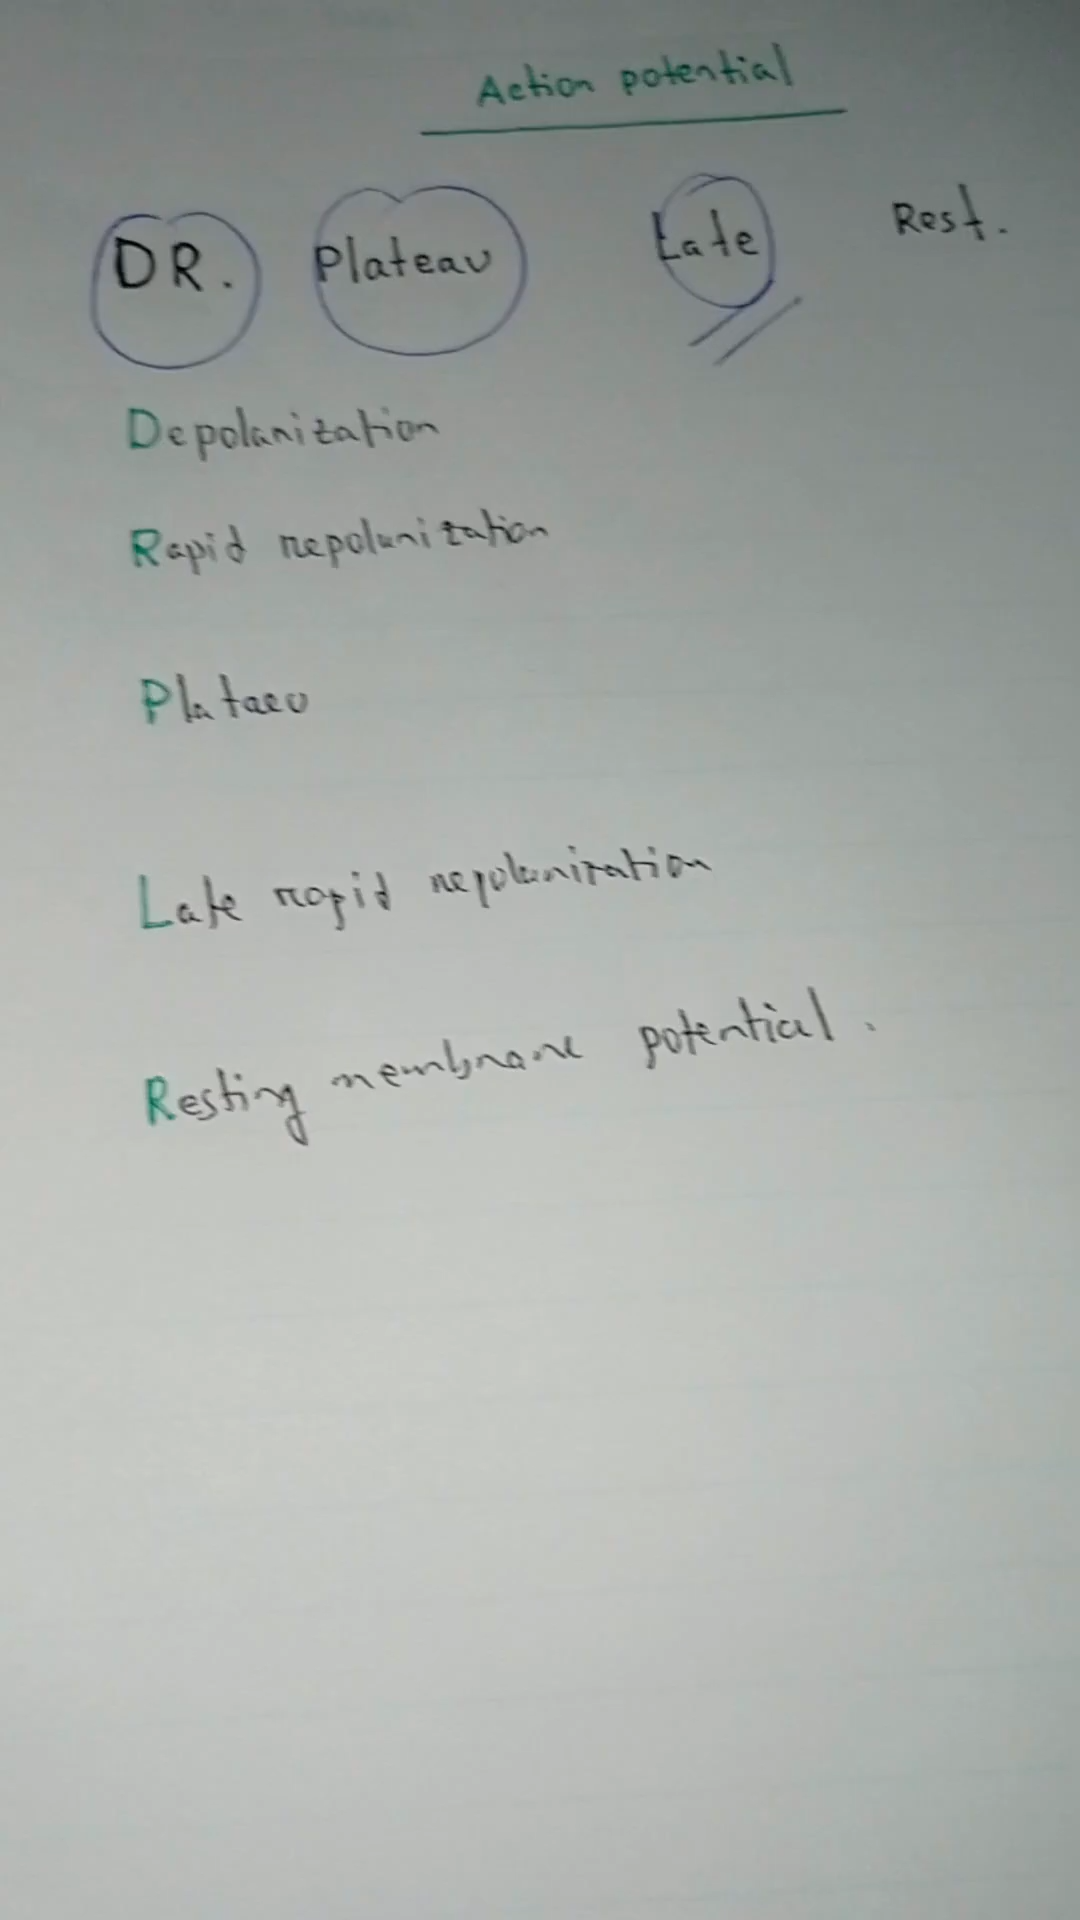 Action potential
DR. Plateau Late Rest.
Depolarization
Rapid repolarization
Plataeu
Late rapid repolarization
Resting membrane potential.